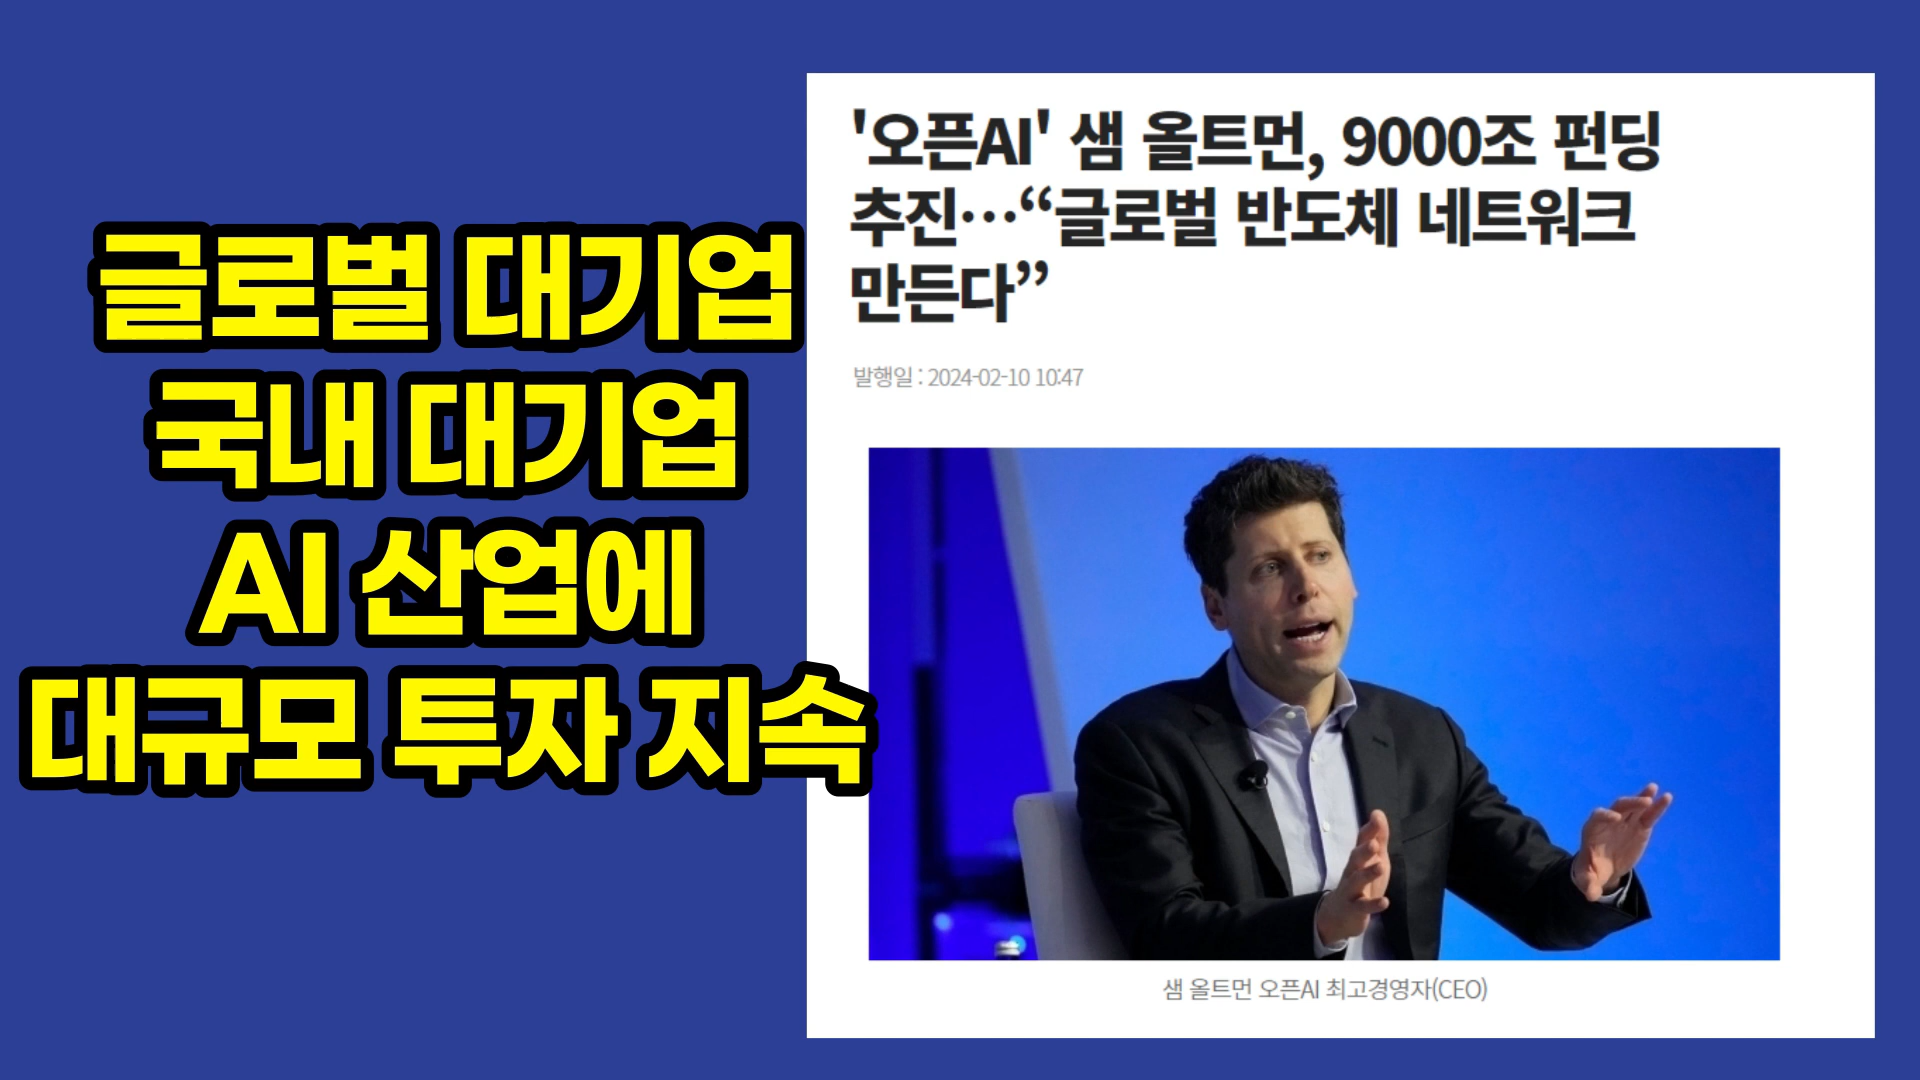 글로벌 대기업
국내 대기업
AI 산업에
대규모 투자 지속
'오픈AI' 샘 올트먼, 9000조 펀딩
추진…“글로벌 반도체 네트워크
만든다”
발행일 : 2024-02-10 10:47
샘 올트먼 오픈AI 최고경영자(CEO)